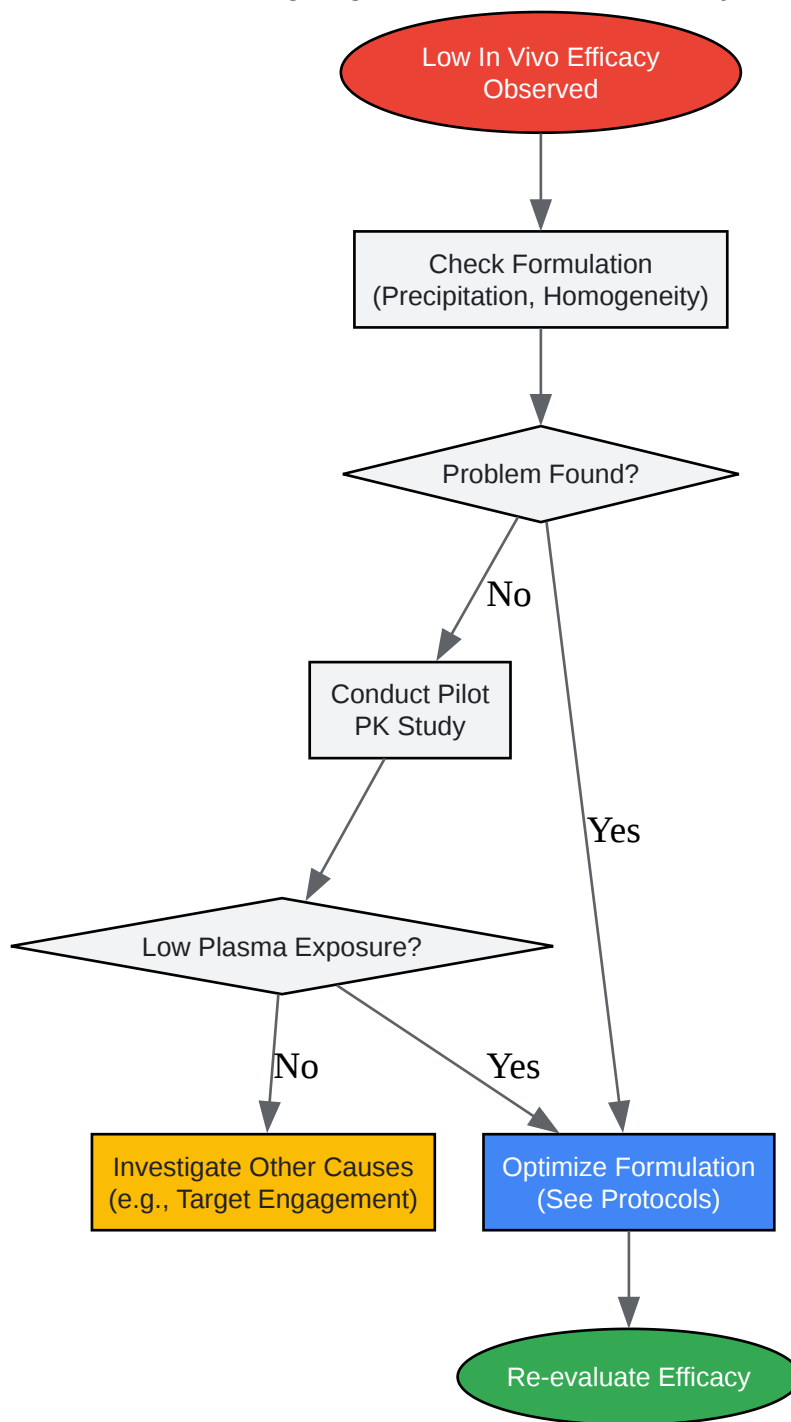 Low In Vivo Efficacy
Observed
Check Formulation
(Precipitation, Homogeneity)
Problem Found?
No
Conduct Pilot
PK Study
Yes
Low Plasma Exposure?
No
Yes
Investigate Other Causes
(e.g., Target Engagement)
Optimize Formulation
(See Protocols)
Re-evaluate Efficacy